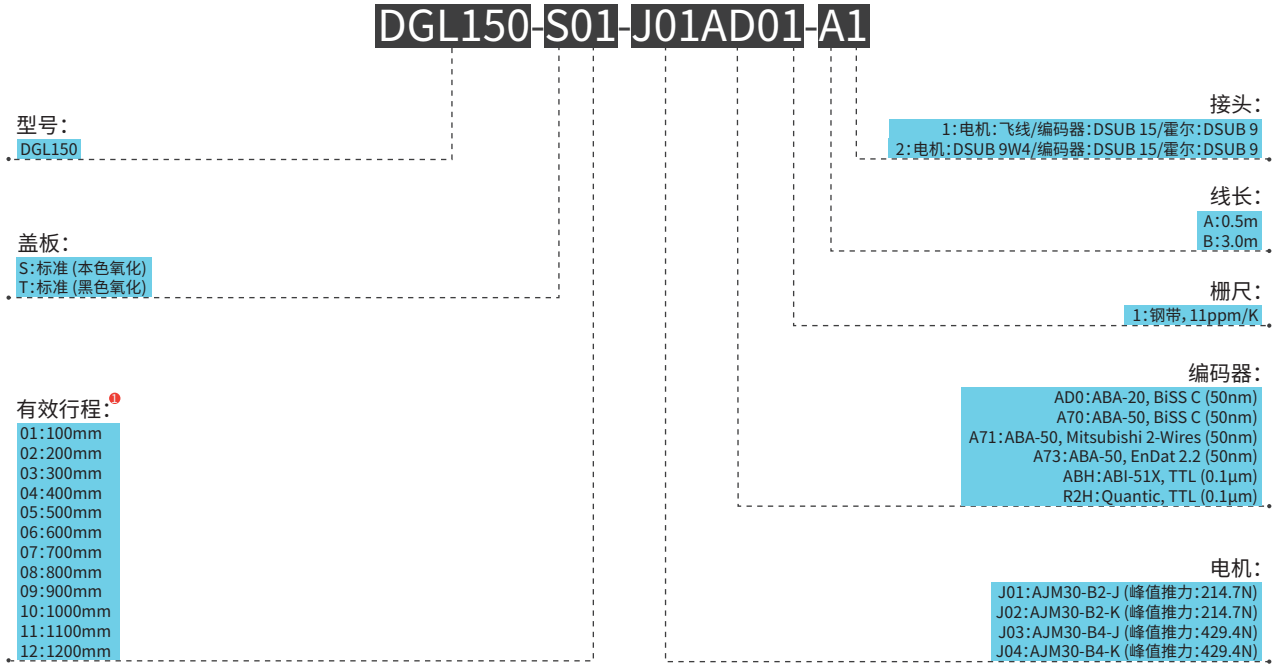 DGL150-S01-J01AD01-A1
型号：
DGL150
盖板：
S：标准 (本色氧化)
T：标准 (黑色氧化)
有效行程：1
01：100mm
02：200mm
03：300mm
04：400mm
05：500mm
06：600mm
07：700mm
08：800mm
09：900mm
10：1000mm
11：1100mm
12：1200mm
接头：
1：电机：飞线/编码器：DSUB 15/霍尔：DSUB 9
2：电机：DSUB 9W4/编码器：DSUB 15/霍尔：DSUB 9
线长：
A：0.5m
B：3.0m
栅尺：
1：钢带，11ppm/K
编码器：
AD0：ABA-20, BiSS C (50nm)
A70：ABA-50, BiSS C (50nm)
A71：ABA-50, Mitsubishi 2-Wires (50nm)
A73：ABA-50, EnDat 2.2 (50nm)
ABH：ABI-51X, TTL (0.1μm)
R2H：Quantic, TTL (0.1μm)
电机：
J01：AJM30-B2-J (峰值推力：214.7N)
J02：AJM30-B2-K (峰值推力：214.7N)
J03：AJM30-B4-J (峰值推力：429.4N)
J04：AJM30-B4-K (峰值推力：429.4N)